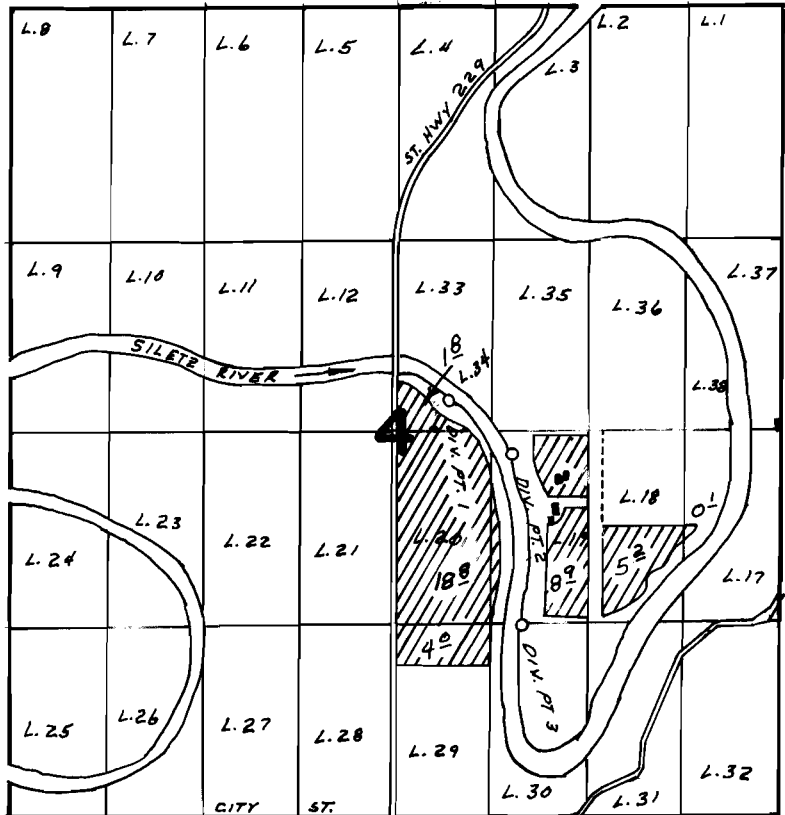 L.8
L.7
L.6
L.5
L.4
L.2
L.1
L.3
ST. HWY 229
L.9
L.10
L.11
L.12
L.33
L.35
L.36
L.37
SILETZ RIVER
18
L.34
L.38
4
DIV. PT. 1
DIV. PT. 2
L.18
1
L.23
L.24
L.22
L.21
L.20
18 8
8 9
5 2
L.17
4 0
DIV. PT 3
L.25
L.26
L.27
L.28
L.29
L.30
L.31
L.32
CITY ST.